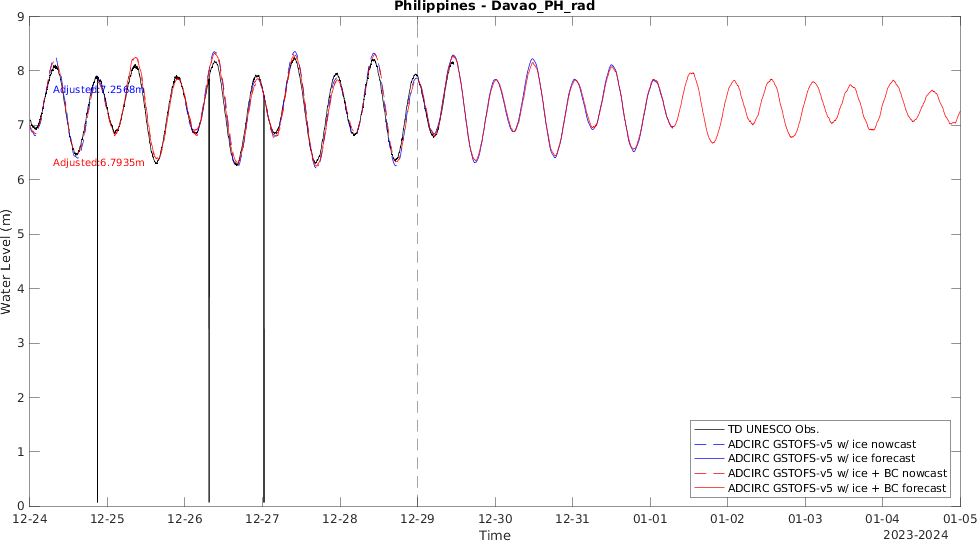 Philippines - Davao_PH_rad
9
8
7
6
5
4
3
2
1
0
Water Level (m)
Adjusted:7.2568m
Adjusted:6.7935m
TD UNESCO Obs.
ADCIRC GSTOFS-v5 w/ ice nowcast
ADCIRC GSTOFS-v5 w/ ice forecast
ADCIRC GSTOFS-v5 w/ ice + BC nowcast
ADCIRC GSTOFS-v5 w/ ice + BC forecast
12-24 12-25 12-26 12-27 12-28 12-29 12-30 12-31 01-01 01-02 01-03 01-04 01-05
Time
2023-2024